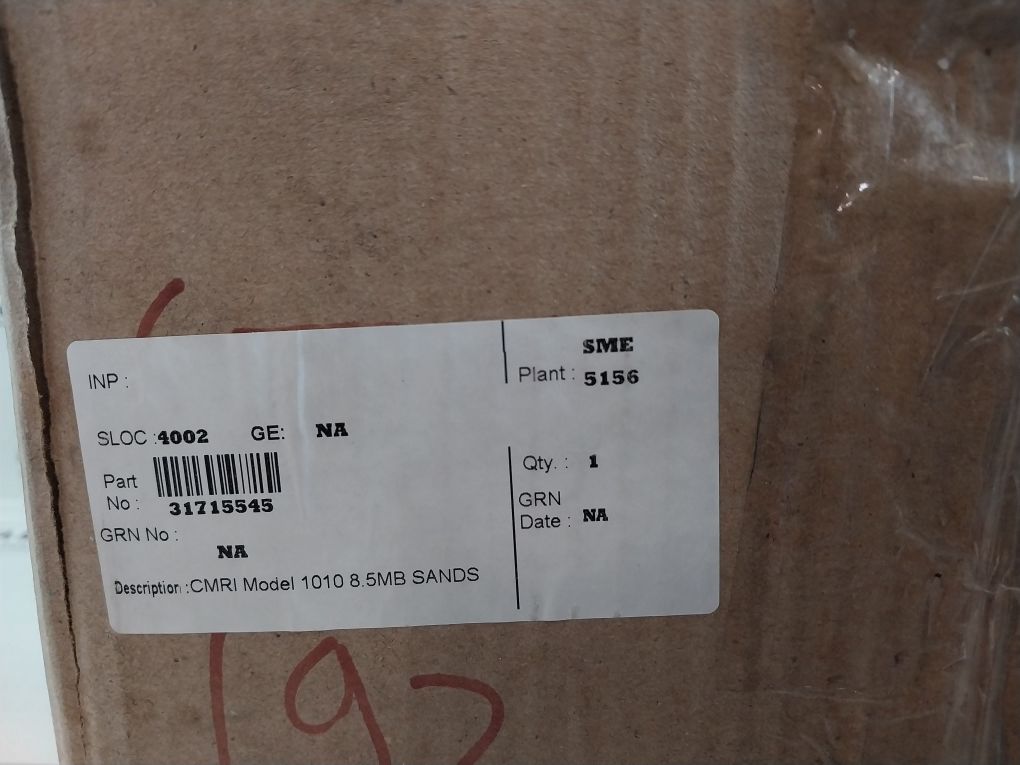 SME
INP :
Plant : 5156
SLOC : 4002 GE: NA
Part No : 31715545
Qty. : 1
GRN No : NA
GRN Date : NA
Description : CMRI Model 1010 8.5MB SANDS